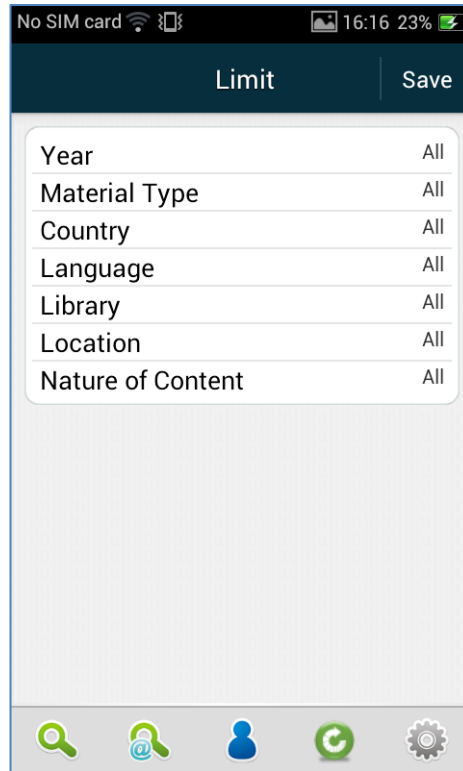 No SIM card 16:16 23%
Limit Save
Year All
Material Type All
Country All
Language All
Library All
Location All
Nature of Content All
@